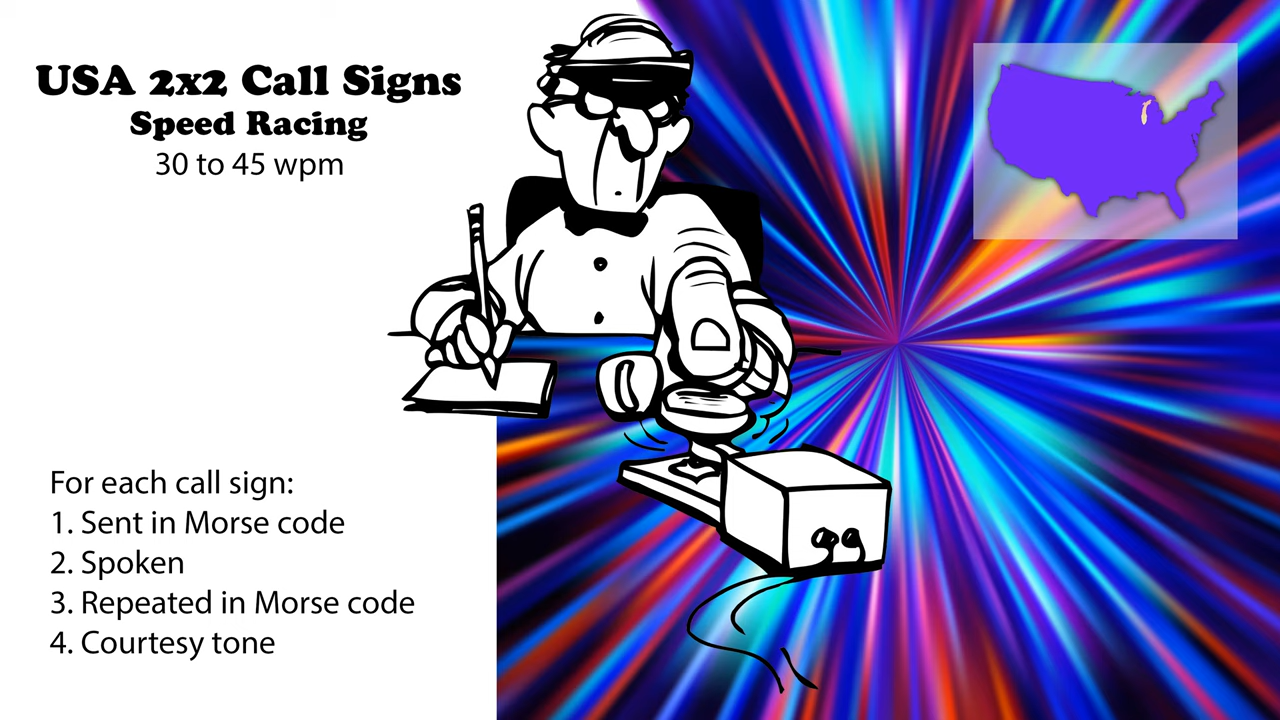 USA 2x2 Call Signs
Speed Racing
30 to 45 wpm
For each call sign:
1. Sent in Morse code
2. Spoken
3. Repeated in Morse code
4. Courtesy tone